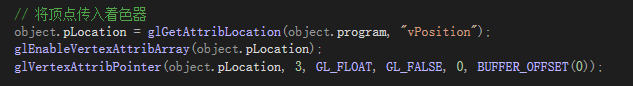 // 将顶点传入着色器
object.pLocation = glGetAttribLocation(object.program, "vPosition");
glEnableVertexAttribArray(object.pLocation);
glVertexAttribPointer(object.pLocation, 3, GL_FLOAT, GL_FALSE, 0, BUFFER_OFFSET(0));